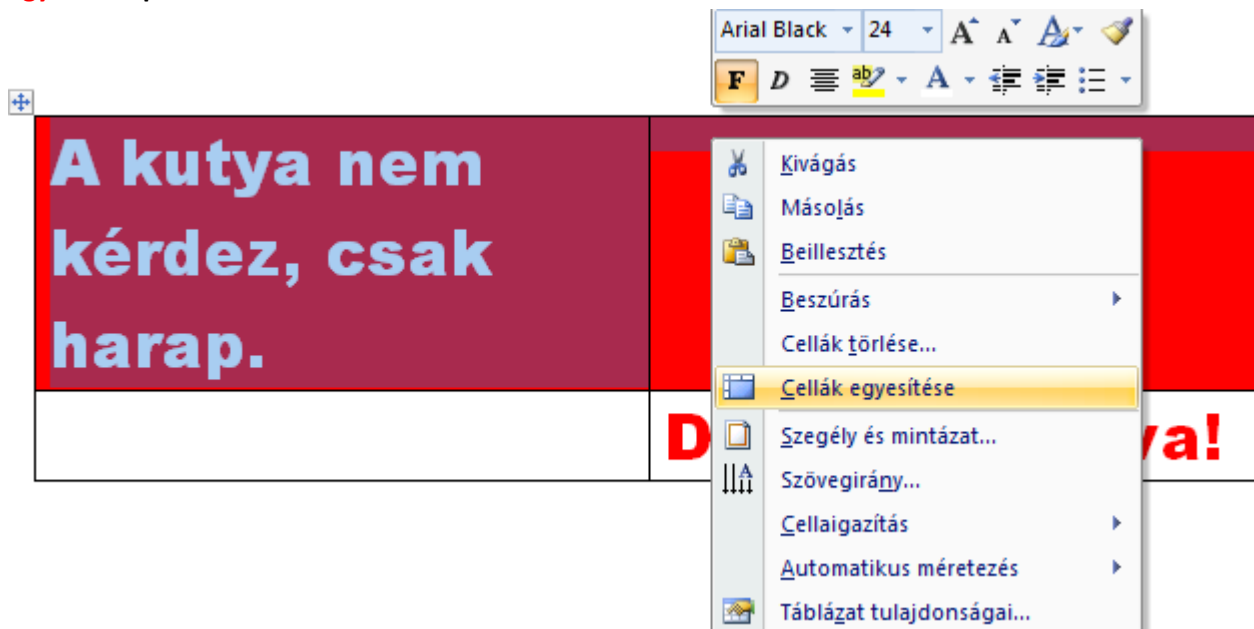 Arial Black 24
F D
A kutya nem
kérdez, csak
harap.
Kivágás
Másolás
Beillesztés
Beszúrás
Cellák törlése...
Cellák egyesítése
Szegély és mintázat...
Szövegirány...
Cellaigazítás
Automatikus méretezés
Táblázat tulajdonságai...